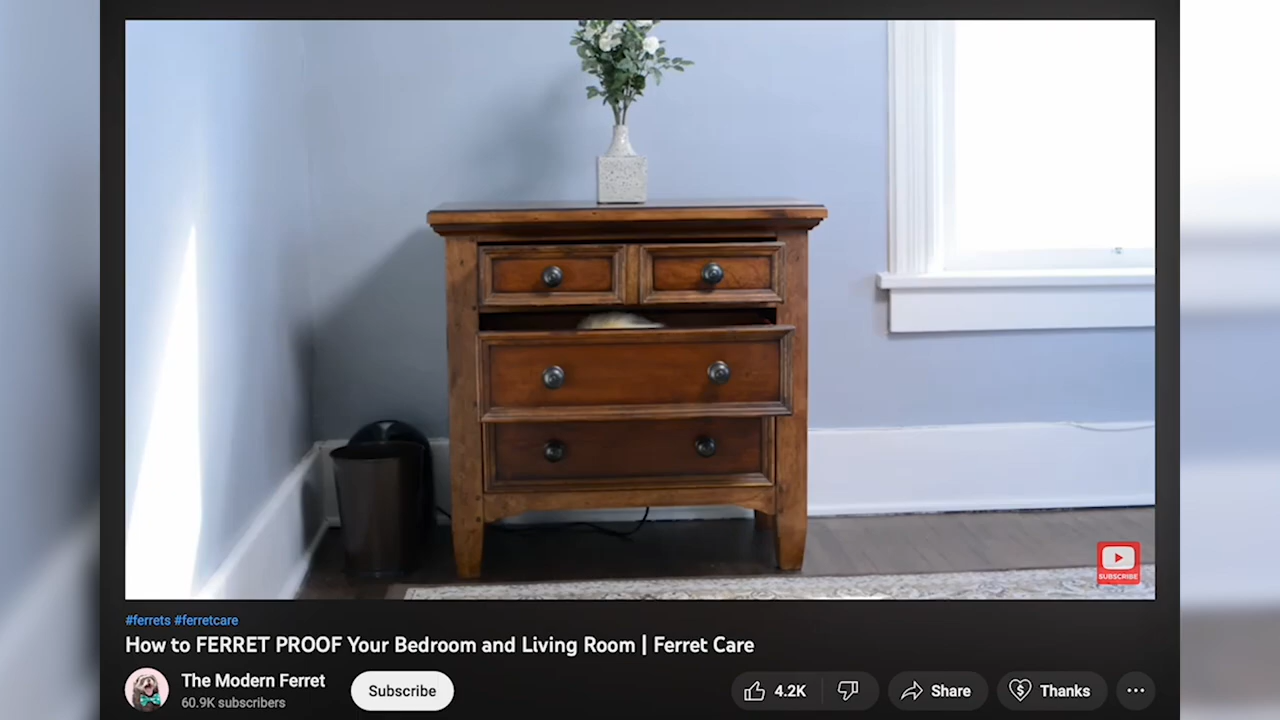 SUBSCRIBE
#ferrets #ferretcare
How to FERRET PROOF Your Bedroom and Living Room | Ferret Care
The Modern Ferret
60.9K subscribers
Subscribe
4.2K
Share
Thanks